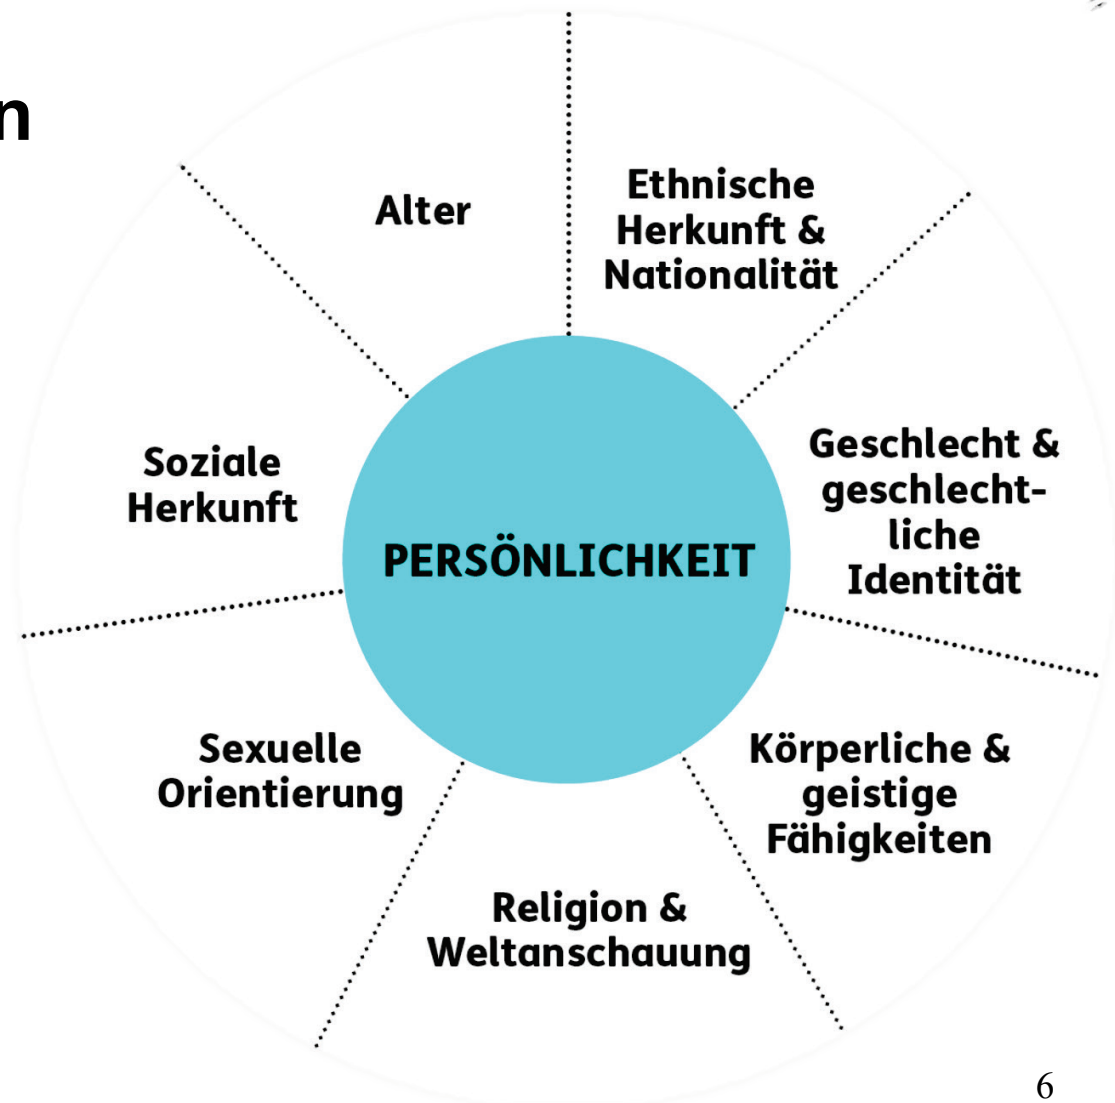 n
Alter
Ethnische
Herkunft &
Nationalität
Geschlecht &
geschlecht-
liche
Identität
Körperliche &
geistige
Fähigkeiten
Religion &
Weltanschauung
Sexuelle
Orientierung
Soziale
Herkunft
PERSÖNLICHKEIT
6